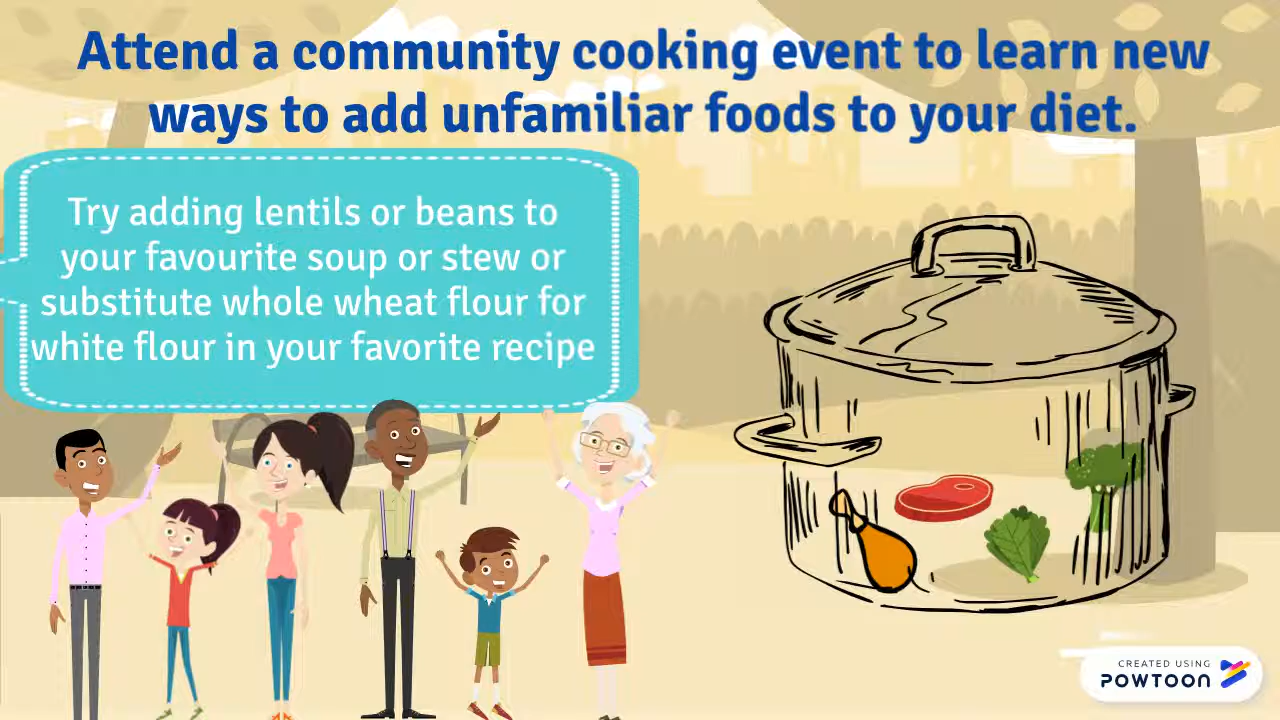 Attend a community cooking event to learn new
ways to add unfamiliar foods to your diet.
Try adding lentils or beans to
your favourite soup or stew or
substitute whole wheat flour for
white flour in your favorite recipe
CREATED USING
POWTOON